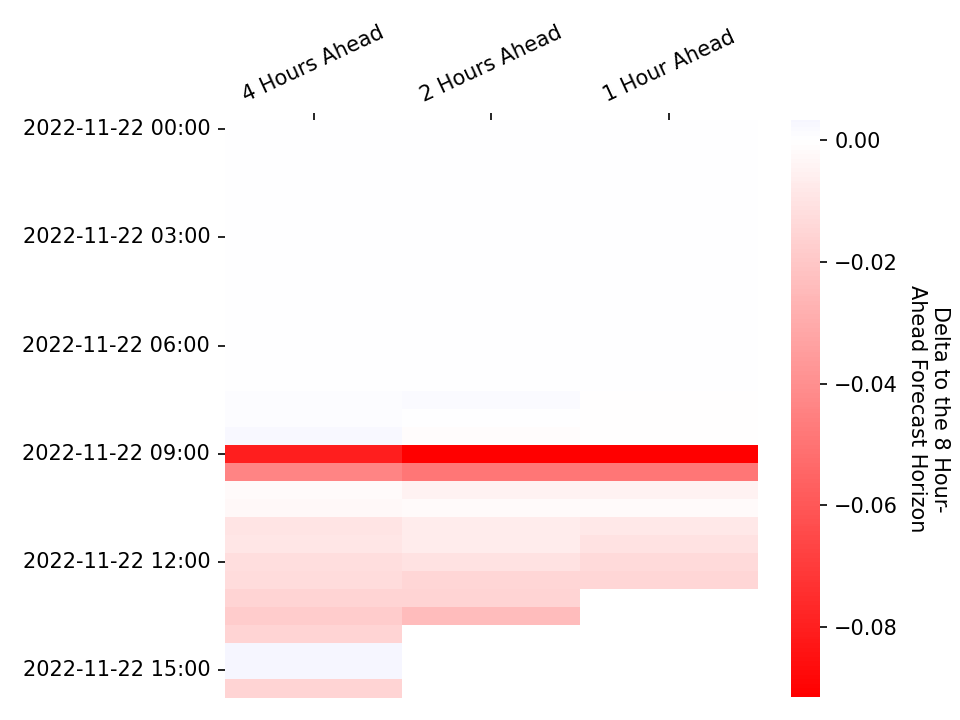 4 Hours Ahead
2 Hours Ahead
1 Hour Ahead
2022-11-22 00:00
2022-11-22 03:00
2022-11-22 06:00
2022-11-22 09:00
2022-11-22 12:00
2022-11-22 15:00
0.00
−0.02
−0.04
−0.06
−0.08
Delta to the 8 Hour-
Ahead Forecast Horizon